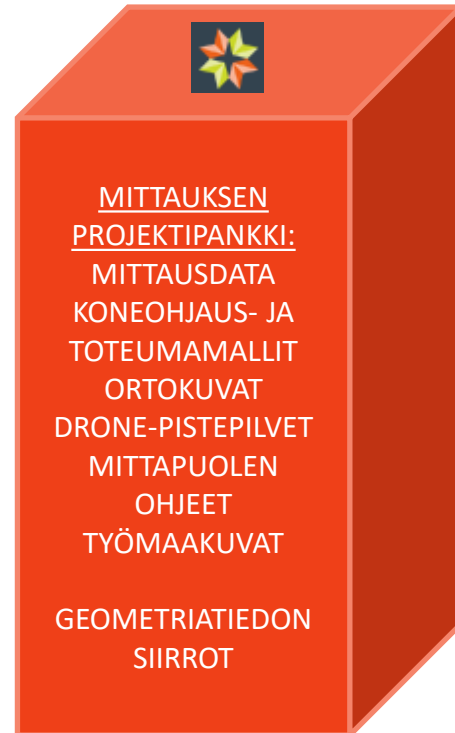 MITTAUKSEN
PROJEKTIPANKKI:
MITTAUSDATA
KONEOHJAUS- JA
TOTEUMAMALLIT
ORTOKUVAT
DRONE-PISTEPILVET
MITTAPUOLEN
OHJEET
TYÖMAAKUVAT
GEOMETRIATIEDON
SIIRROT